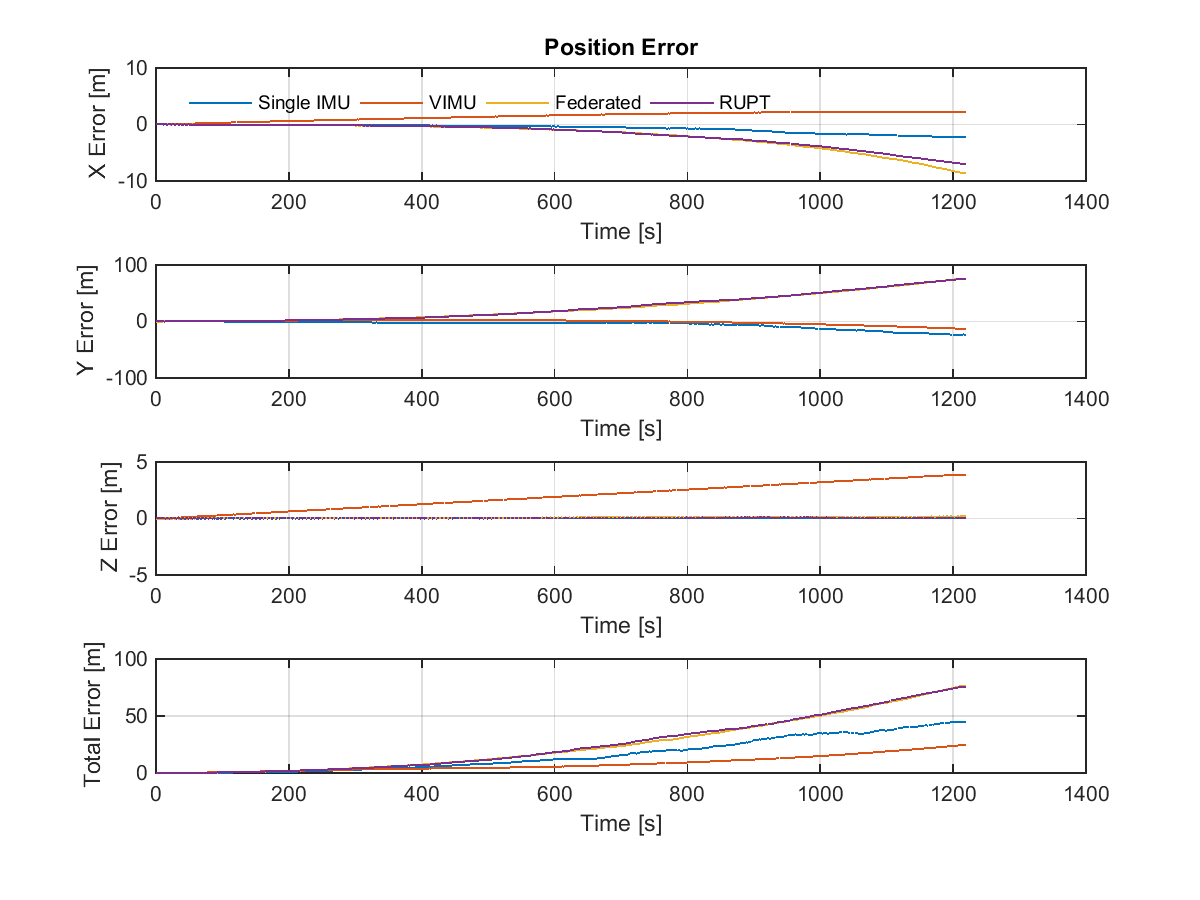 Position Error
X Error [m]
10
0
-10
Single IMU VIMU Federated RUPT
0 200 400 600 800 1000 1200 1400
Time [s]
Y Error [m]
100
0
-100
0 200 400 600 800 1000 1200 1400
Time [s]
Z Error [m]
5
0
-5
0 200 400 600 800 1000 1200 1400
Time [s]
Total Error [m]
100
50
0
0 200 400 600 800 1000 1200 1400
Time [s]